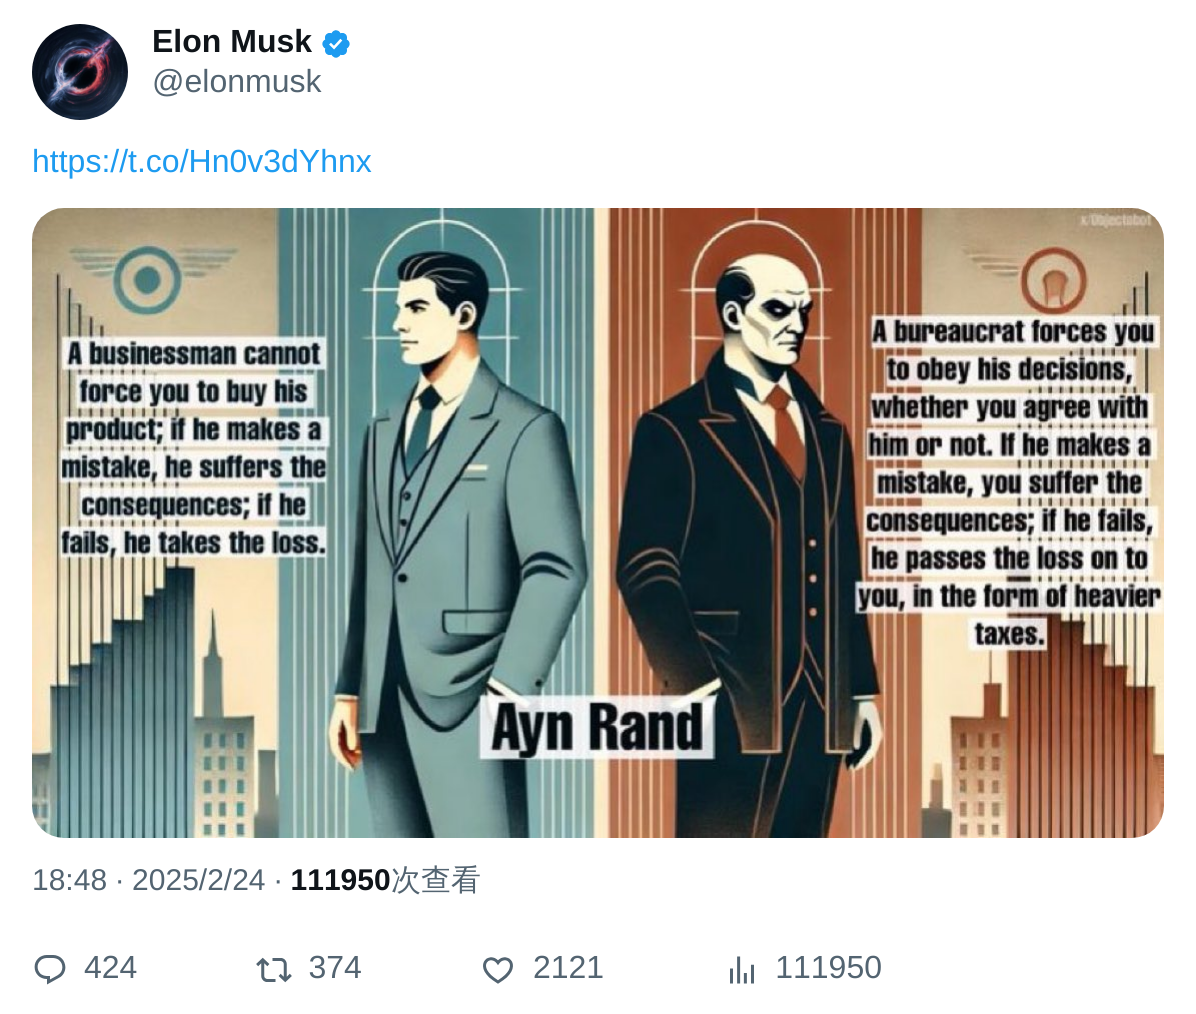 Elon Musk
@elonmusk
https://t.co/Hn0v3dYhnx
x/Objectobot
A businessman cannot
force you to buy his
product; if he makes a
mistake, he suffers the
consequences; if he
fails, he takes the loss.
A bureaucrat forces you
to obey his decisions,
whether you agree with
him or not. If he makes a
mistake, you suffer the
consequences; if he fails,
he passes the loss on to
you, in the form of heavier
taxes.
Ayn Rand
18:48 · 2025/2/24 · 111950次查看
424 374 2121 111950